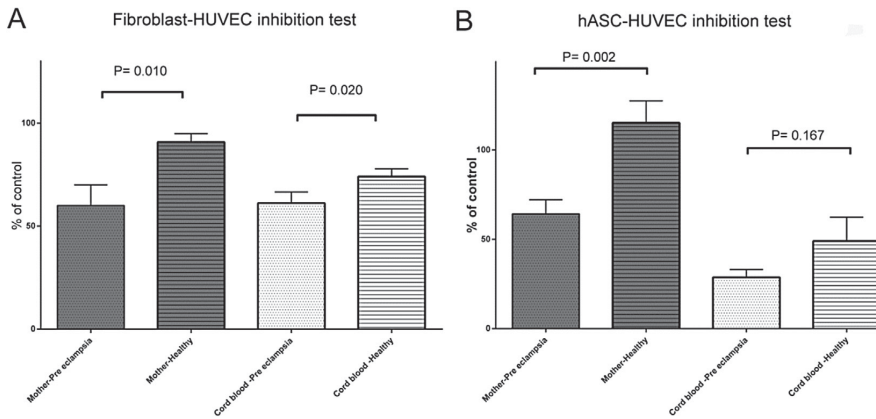 A
Fibroblast-HUVEC inhibition test
P= 0.010
P= 0.020
% of control
100
50
0
Mother-Pre eclampsia
Mother-Healthy
Cord blood -Pre eclampsia
Cord blood -Healthy
B
hASC-HUVEC inhibition test
P= 0.002
P= 0.167
% of control
100
50
0
Mother-Pre eclampsia
Mother-Healthy
Cord blood -Pre eclampsia
Cord blood -Healthy